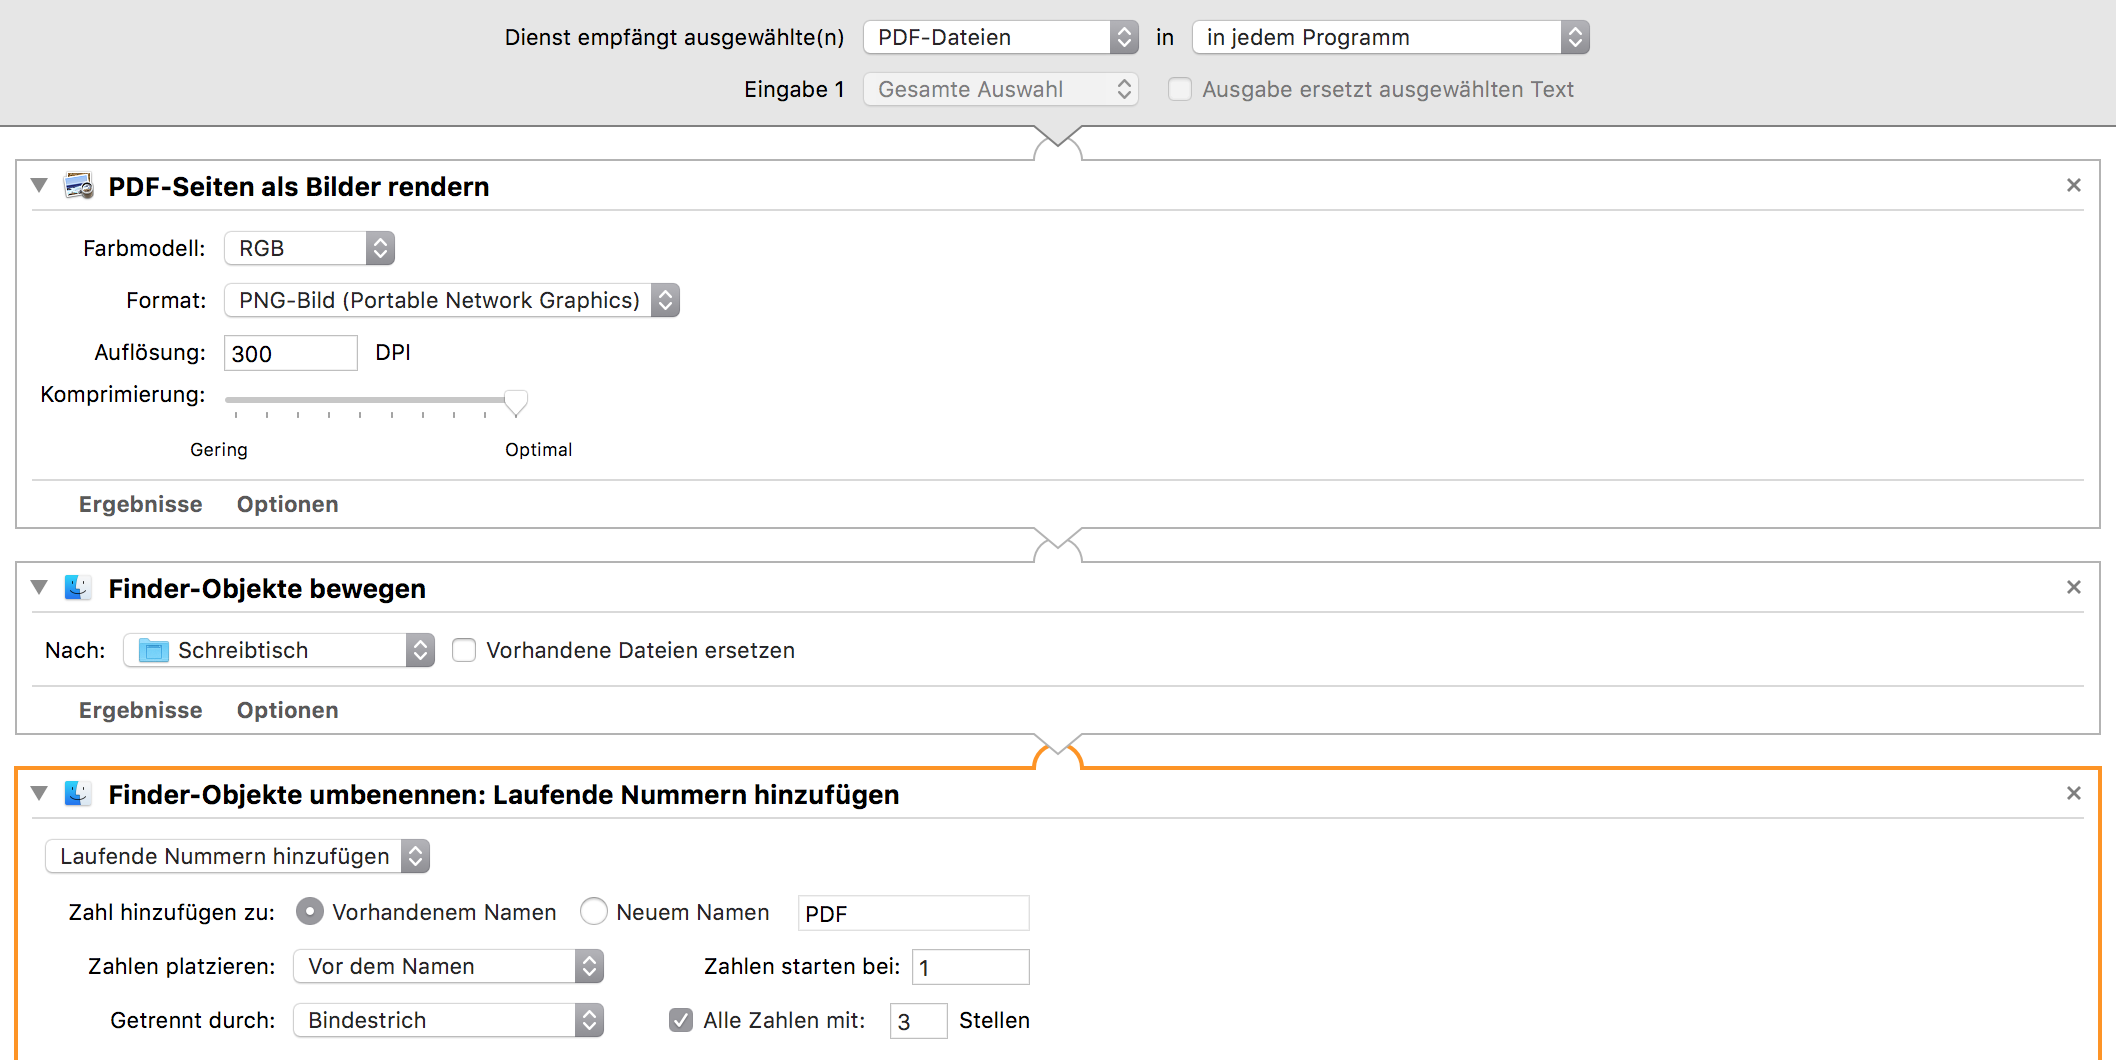 Dienst empfängt ausgewählte(n) PDF-Dateien in in jedem Programm
Eingabe 1 Gesamte Auswahl Ausgabe ersetzt ausgewählten Text
PDF-Seiten als Bilder rendern
Farbmodell: RGB
Format: PNG-Bild (Portable Network Graphics)
Auflösung: 300 DPI
Komprimierung:
Gering Optimal
Ergebnisse Optionen
Finder-Objekte bewegen
Nach: Schreibtisch Vorhandene Dateien ersetzen
Ergebnisse Optionen
Finder-Objekte umbenennen: Laufende Nummern hinzufügen
Laufende Nummern hinzufügen
Zahl hinzufügen zu: Vorhandenem Namen Neuem Namen PDF
Zahlen platzieren: Vor dem Namen Zahlen starten bei: 1
Getrennt durch: Bindestrich Alle Zahlen mit: 3 Stellen